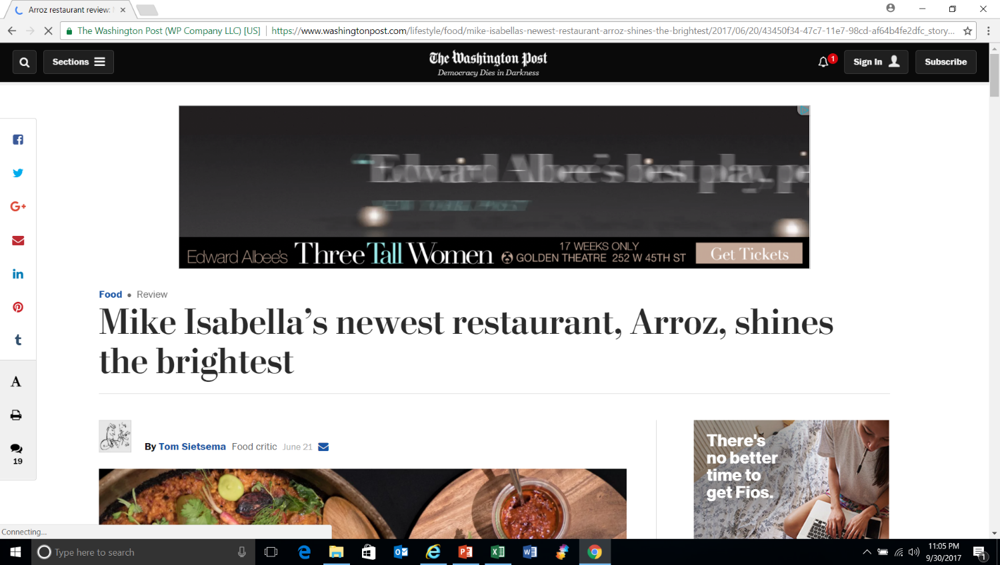 Arroz restaurant review:
The Washington Post (WP Company LLC) [US]
https://www.washingtonpost.com/lifestyle/food/mike-isabellas-newest-restaurant-arroz-shines-the-brightest/2017/06/20/43450f34-47c7-11e7-98cd-af64b4fe2dfc_story...
Sections
The Washington Post
Democracy Dies in Darkness
1
Sign In
Subscribe
Edward Albee's best play.
Edward Albee's Three Tall Women
17 WEEKS ONLY
GOLDEN THEATRE 252 W 45TH ST
Get Tickets
G+
in
t
A
19
Food • Review
Mike Isabella's newest restaurant, Arroz, shines
the brightest
By Tom Sietsema Food critic June 21
There's
no better
time to
get Fios.
Connecting...
Type here to search
11:05 PM
9/30/2017
1